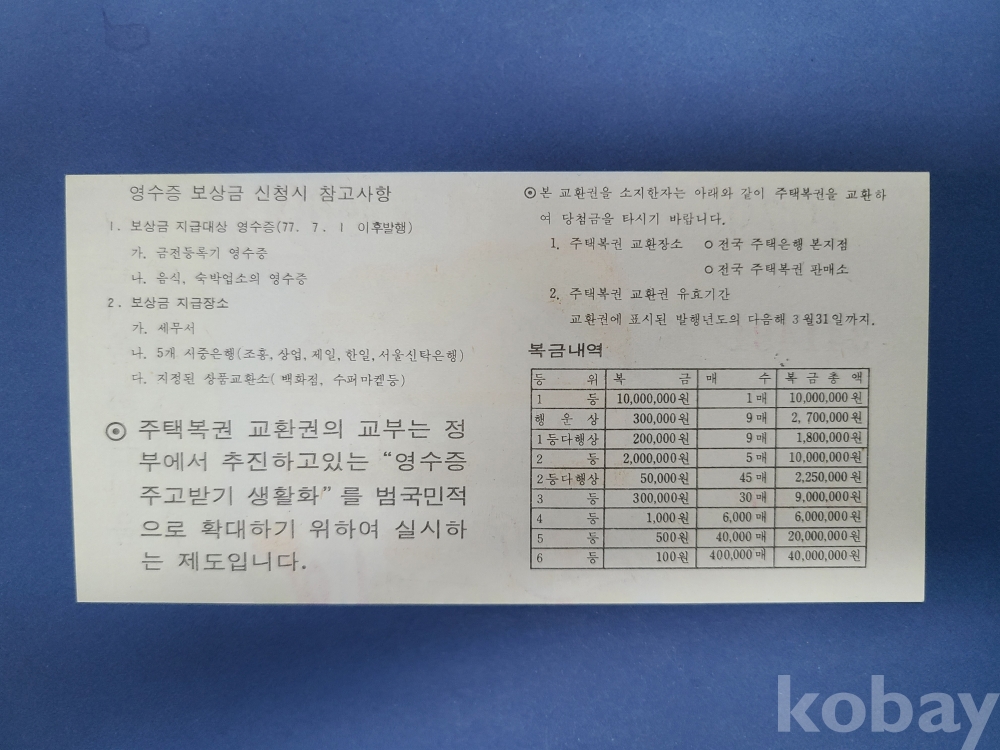 영수증 보상금 신청시 참고사항
1. 보상금 지급대상 영수증(77. 7. 1 이후발행)
가. 금전등록기 영수증
나. 음식, 숙박업소의 영수증
2. 보상금 지급장소
가. 세무서
나. 5개 시중은행(조흥, 상업, 제일, 한일, 서울신탁은행)
다. 지정된 상품교환소( 백화점, 수퍼마켙등)
⊙ 주택복권 교환권의 교부는 정
부에서 추진하고있는 “영수증
주고받기 생활화” 를 범국민적
으로 확대하기 위하여 실시하
는 제도입니다.
⊙본 교환권을 소지한자는 아래와 같이 주택복권을 교환하
여 당첨금을 타시기 바랍니다.
1. 주택복권 교환장소 ○전국 주택은행 본지점
○전국 주택복권 판매소
2. 주택복권 교환권 유효기간
교환권에 표시된 발행년도의 다음해 3월31일까지.
복금내역
등 위 복 금 매 수 복 금 총 액
1 등 10,000,000원 1 매 10,000,000원
행 운 상 300,000원 9 매 2,700,000원
1등다행상 200,000원 9 매 1,800,000원
2 등 2,000,000원 5 매 10,000,000원
2등다행상 50,000원 45 매 2,250,000원
3 등 300,000원 30 매 9,000,000원
4 등 1,000원 6,000 매 6,000,000원
5 등 500원 40,000 매 20,000,000원
6 등 100원 400,000 매 40,000,000원
kobay